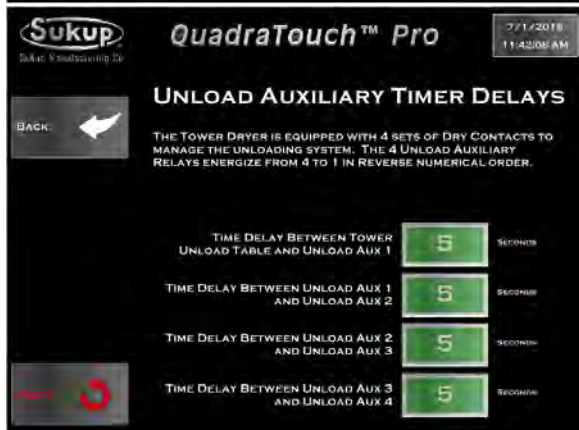 Sukup
Sukup Manufacturing Co
QuadraTouch™ Pro
7/1/2016
11:42:08 AM
BACK
UNLOAD AUXILIARY TIMER DELAYS
THE TOWER DRYER IS EQUIPPED WITH 4 SETS OF DRY CONTACTS TO
MANAGE THE UNLOADING SYSTEM. THE 4 UNLOAD AUXILIARY
RELAYS ENERGIZE FROM 4 TO 1 IN REVERSE NUMERICAL ORDER.
TIME DELAY BETWEEN TOWER
UNLOAD TABLE AND UNLOAD AUX 1
5 SECONDS
TIME DELAY BETWEEN UNLOAD AUX 1
AND UNLOAD AUX 2
5 SECONDS
TIME DELAY BETWEEN UNLOAD AUX 2
AND UNLOAD AUX 3
5 SECONDS
TIME DELAY BETWEEN UNLOAD AUX 3
AND UNLOAD AUX 4
5 SECONDS